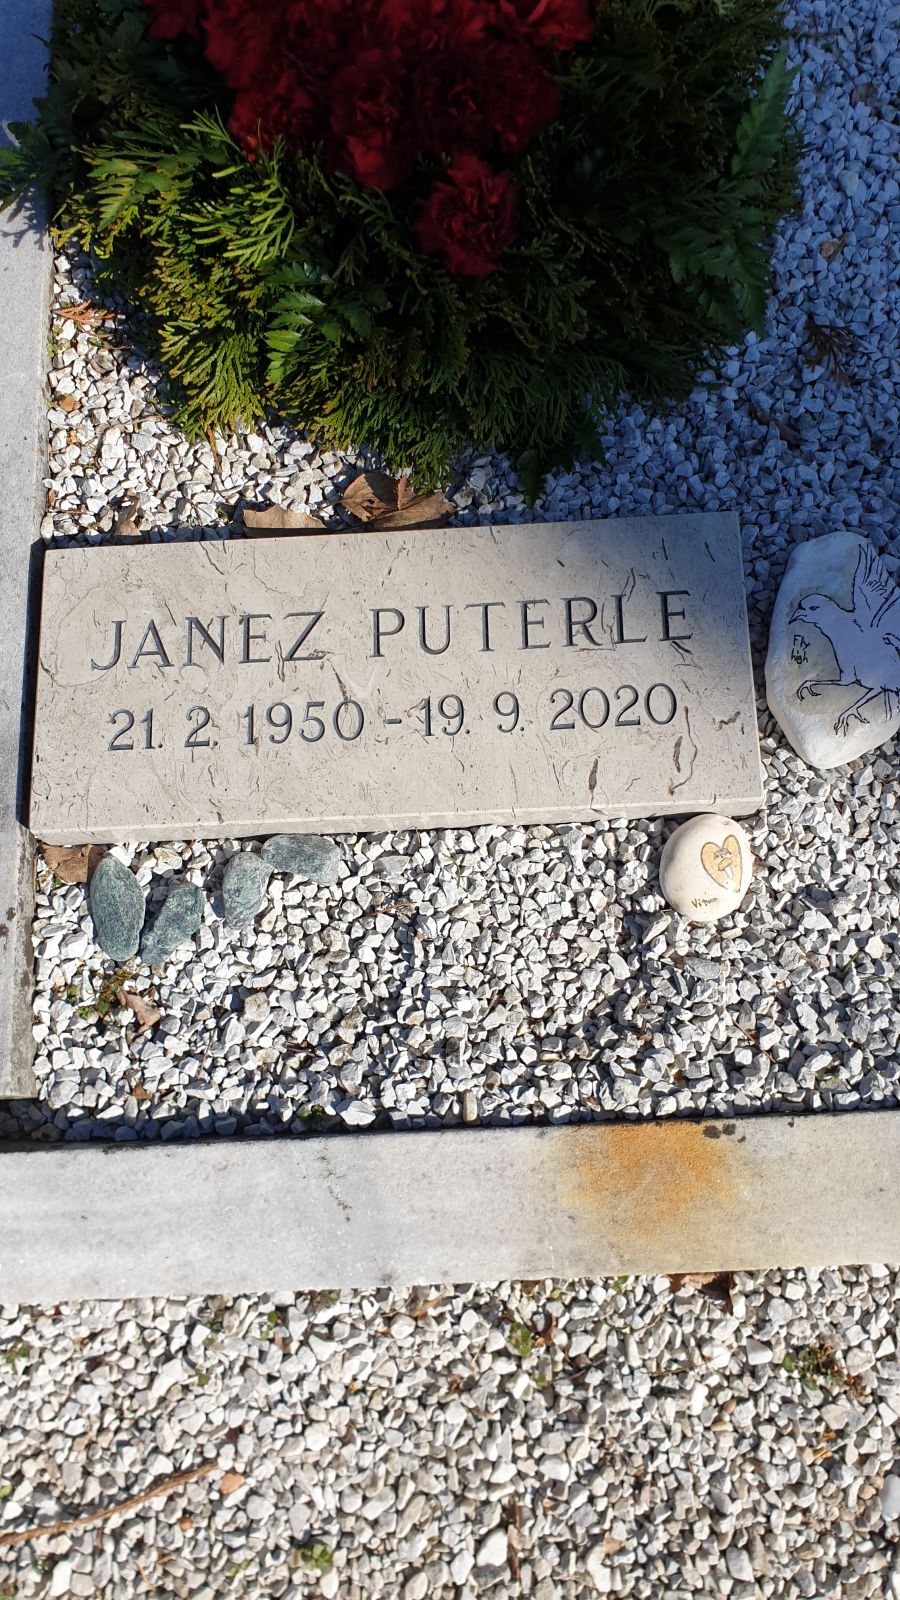 JANEZ PUTERLE
21. 2. 1950 - 19. 9. 2020
Fly
high